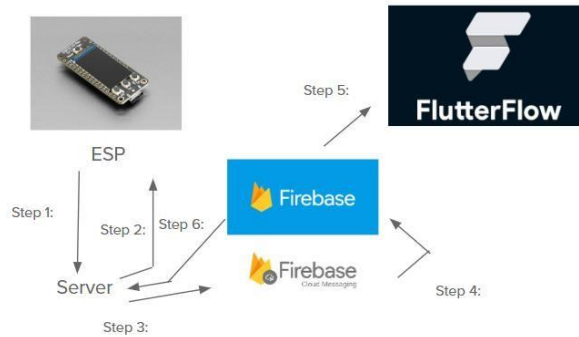 Step 5:
FlutterFlow
ESP
Firebase
Step 1:
Step 2:
Step 6:
Firebase
Cloud Messaging
Server
Step 4:
Step 3: